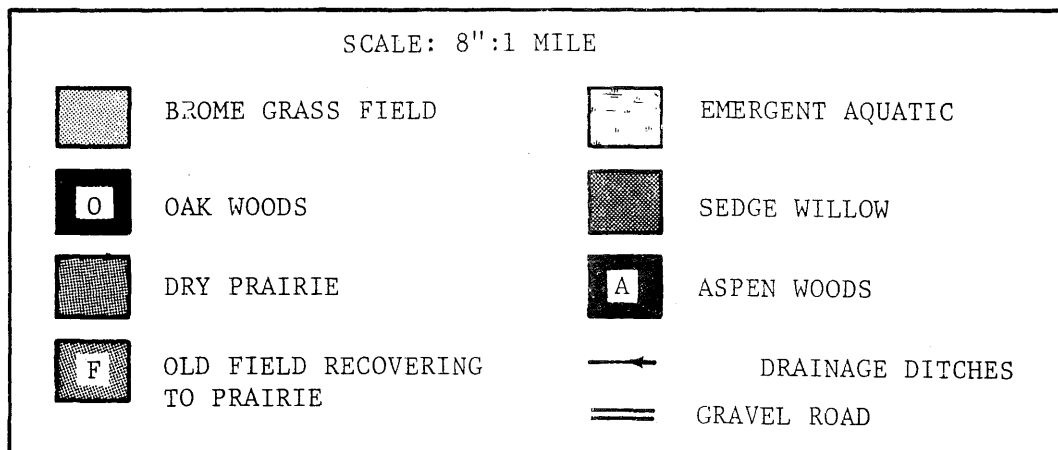 SCALE: 8":1 MILE
BROME GRASS FIELD
O
OAK WOODS
DRY PRAIRIE
F
OLD FIELD RECOVERING
TO PRAIRIE
EMERGENT AQUATIC
SEDGE WILLOW
A
ASPEN WOODS
DRAINAGE DITCHES
GRAVEL ROAD